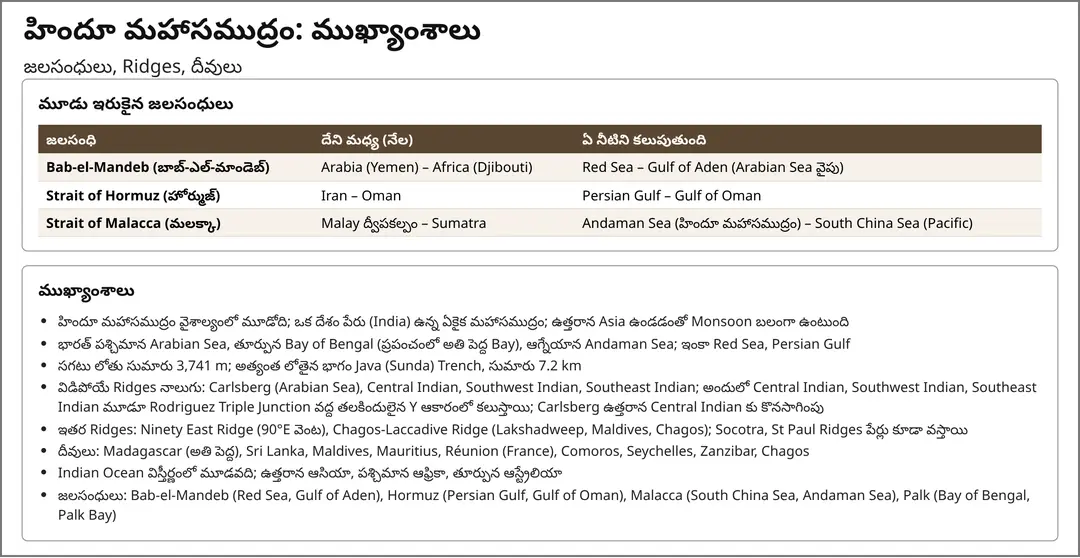 హిందూ మహాసముద్రం: ముఖ్యాంశాలు
జలసంధులు, Ridges, దీవులు
మూడు ఇరుకైన జలసంధులు
జలసంధి దేని మధ్య (నేల) ఏ నీటిని కలుపుతుంది
Bab-el-Mandeb (బాబ్-ఎల్-మాండెబ్) Arabia (Yemen) – Africa (Djibouti) Red Sea – Gulf of Aden (Arabian Sea వైపు)
Strait of Hormuz (హోర్ముజ్) Iran – Oman Persian Gulf – Gulf of Oman
Strait of Malacca (మలక్కా) Malay ద్వీపకల్పం – Sumatra Andaman Sea (హిందూ మహాసముద్రం) – South China Sea (Pacific)
ముఖ్యాంశాలు
• హిందూ మహాసముద్రం వైశాల్యంలో మూడోది; ఒక దేశం పేరు (India) ఉన్న ఏకైక మహాసముద్రం; ఉత్తరాన Asia ఉండడంతో Monsoon బలంగా ఉంటుంది
• భారత్ పశ్చిమాన Arabian Sea, తూర్పున Bay of Bengal (ప్రపంచంలో అతి పెద్ద Bay), ఆగ్నేయాన Andaman Sea; ఇంకా Red Sea, Persian Gulf
• సగటు లోతు సుమారు 3,741 m; అత్యంత లోతైన భాగం Java (Sunda) Trench, సుమారు 7.2 km
• విడిపోయే Ridges నాలుగు: Carlsberg (Arabian Sea), Central Indian, Southwest Indian, Southeast Indian; అందులో Central Indian, Southwest Indian, Southeast
Indian మూడూ Rodriguez Triple Junction వద్ద తలకిందులైన Y ఆకారంలో కలుస్తాయి; Carlsberg ఉత్తరాన Central Indian కు కొనసాగింపు
• ఇతర Ridges: Ninety East Ridge (90°E వెంట), Chagos-Laccadive Ridge (Lakshadweep, Maldives, Chagos); Socotra, St Paul Ridges పేర్లు కూడా వస్తాయి
• దీవులు: Madagascar (అతి పెద్ద), Sri Lanka, Maldives, Mauritius, Réunion (France), Comoros, Seychelles, Zanzibar, Chagos
• Indian Ocean విస్తీర్ణంలో మూడవది; ఉత్తరాన ఆసియా, పశ్చిమాన ఆఫ్రికా, తూర్పున ఆస్ట్రేలియా
• జలసంధులు: Bab-el-Mandeb (Red Sea, Gulf of Aden), Hormuz (Persian Gulf, Gulf of Oman), Malacca (South China Sea, Andaman Sea), Palk (Bay of Bengal,
Palk Bay)